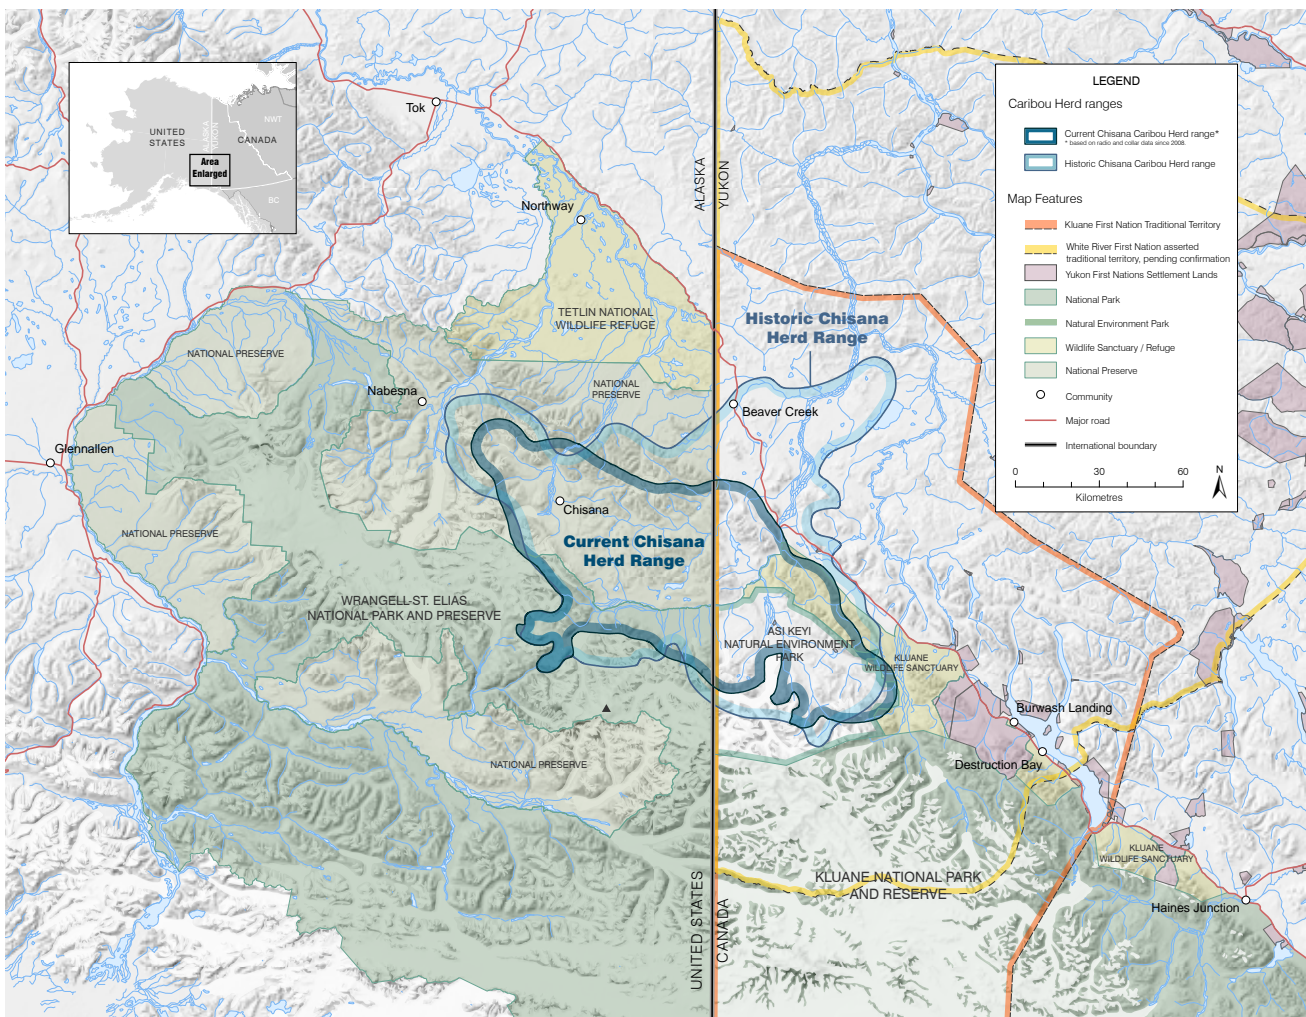 UNITED
STATES
ALASKA
YUKON
CANADA
NWT
BC
Area
Enlarged
Tok
Northway
ALASKA
YUKON
TETLIN NATIONAL
WILDLIFE REFUGE
NATIONAL PRESERVE
Nabesna
NATIONAL
PRESERVE
Historic Chisana
Herd Range
Beaver Creek
Glennallen
Chisana
NATIONAL PRESERVE
Current Chisana
Herd Range
WRANGELL-ST. ELIAS
NATIONAL PARK AND PRESERVE
ASI KEYI
NATURAL ENVIRONMENT
PARK
KLUANE
WILDLIFE SANCTUARY
Burwash Landing
Destruction Bay
NATIONAL PRESERVE
KLUANE
WILDLIFE SANCTUARY
KLUANE NATIONAL PARK
AND RESERVE
Haines Junction
UNITED STATES
CANADA
LEGEND
Caribou Herd ranges
Current Chisana Caribou Herd range*
* based on radio and collar data since 2008.
Historic Chisana Caribou Herd range
Map Features
Kluane First Nation Traditional Territory
White River First Nation asserted
traditional territory, pending confirmation
Yukon First Nations Settlement Lands
National Park
Natural Environment Park
Wildlife Sanctuary / Refuge
National Preserve
Community
Major road
International boundary
0 30 60
Kilometres
N